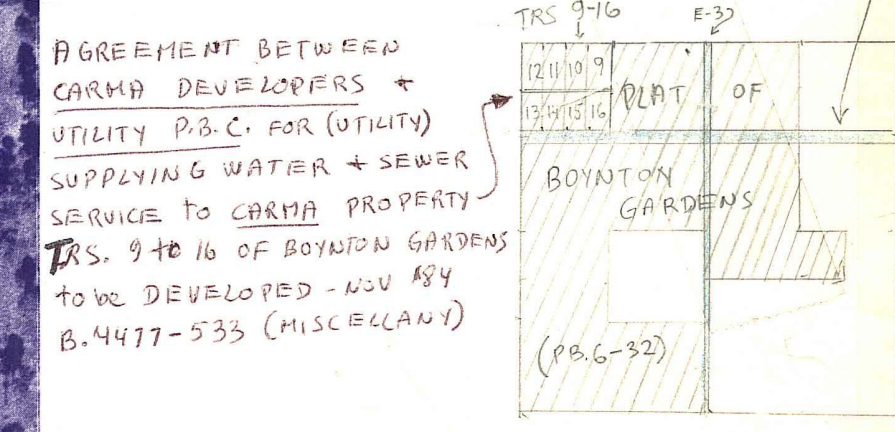 TRS 9-16
E-3
AGREEMENT BETWEEN
CARMA DEVELOPERS +
UTILITY P.B.C. FOR (UTILITY)
SUPPLYING WATER + SEWER
SERVICE TO CARMA PROPERTY
TRS. 9 to 16 OF BOYNTON GARDENS
to be DEVELOPED - NOV '84
B.4477-533 (MISCELLANY)
12 11 10 9
13 14 15 16
PLAT OF
BOYNTON
GARDENS
(PB.6-32)